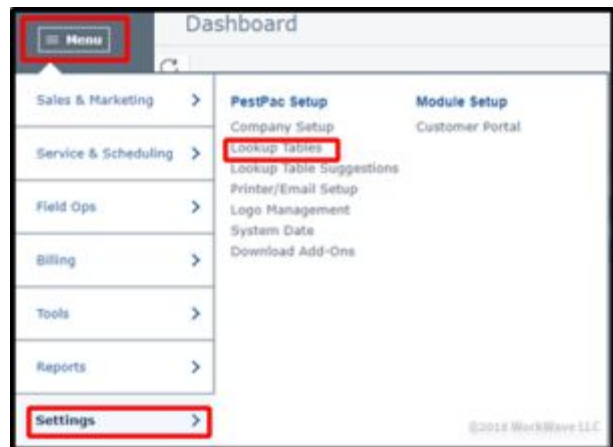 Menu
Dashboard
Sales & Marketing
Service & Scheduling
Field Ops
Billing
Tools
Reports
Settings
PestPac Setup
Company Setup
Lookup Tables
Lookup Table Suggestions
Printer/Email Setup
Logo Management
System Date
Download Add-Ons
Module Setup
Customer Portal
©2018 WorkWave LLC